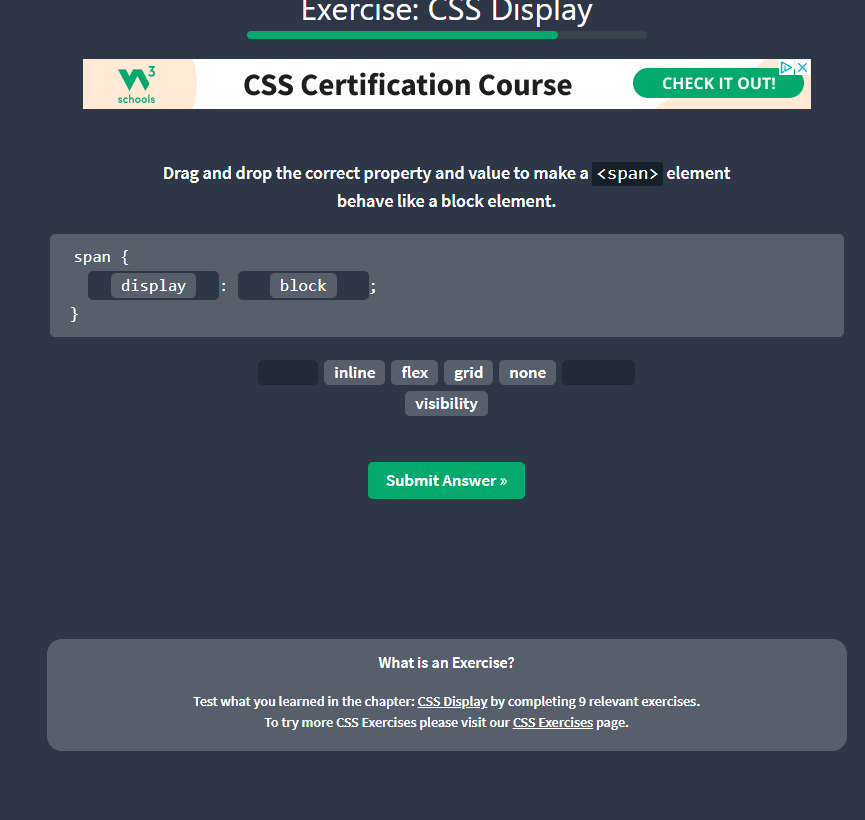 Exercise: CSS Display
W3 schools
CSS Certification Course
CHECK IT OUT!
Drag and drop the correct property and value to make a <span> element
behave like a block element.
span {
display : block ;
}
inline flex grid none
visibility
Submit Answer »
What is an Exercise?
Test what you learned in the chapter: CSS Display by completing 9 relevant exercises.
To try more CSS Exercises please visit our CSS Exercises page.